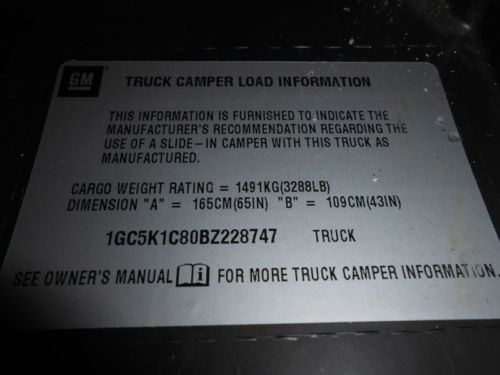 GM TRUCK CAMPER LOAD INFORMATION
THIS INFORMATION IS FURNISHED TO INDICATE THE
MANUFACTURER'S RECOMMENDATION REGARDING THE
USE OF A SLIDE-IN CAMPER WITH THIS TRUCK AS
MANUFACTURED.
CARGO WEIGHT RATING = 1491KG(3288LB)
DIMENSION "A" = 165CM(65IN) "B" = 109CM(43IN)
1GC5K1C80BZ228747 TRUCK
SEE OWNER'S MANUAL i FOR MORE TRUCK CAMPER INFORMATION.